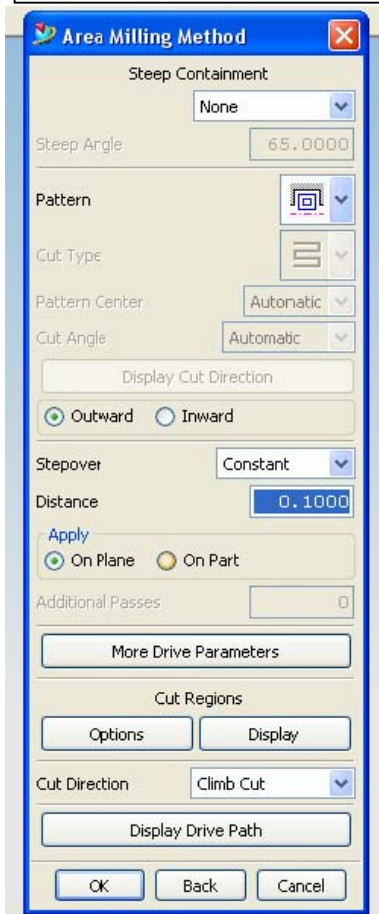 Area Milling Method
Steep Containment
None
Steep Angle 65.0000
Pattern
Cut Type
Pattern Center Automatic
Cut Angle Automatic
Display Cut Direction
Outward Inward
Stepover Constant
Distance 0.1000
Apply
On Plane On Part
Additional Passes 0
More Drive Parameters
Cut Regions
Options Display
Cut Direction Climb Cut
Display Drive Path
OK Back Cancel